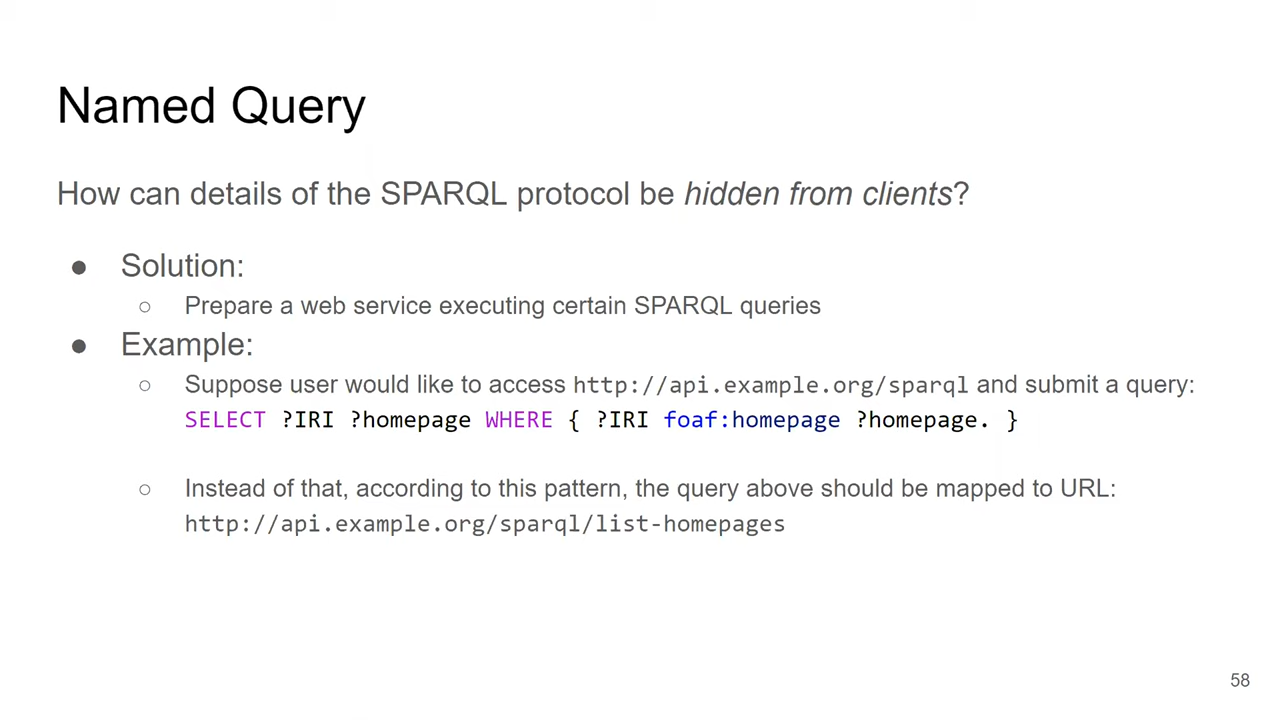 Named Query
How can details of the SPARQL protocol be hidden from clients?
● Solution:
○ Prepare a web service executing certain SPARQL queries
● Example:
○ Suppose user would like to access http://api.example.org/sparql and submit a query:
SELECT ?IRI ?homepage WHERE { ?IRI foaf:homepage ?homepage. }
○ Instead of that, according to this pattern, the query above should be mapped to URL:
http://api.example.org/sparql/list-homepages
58